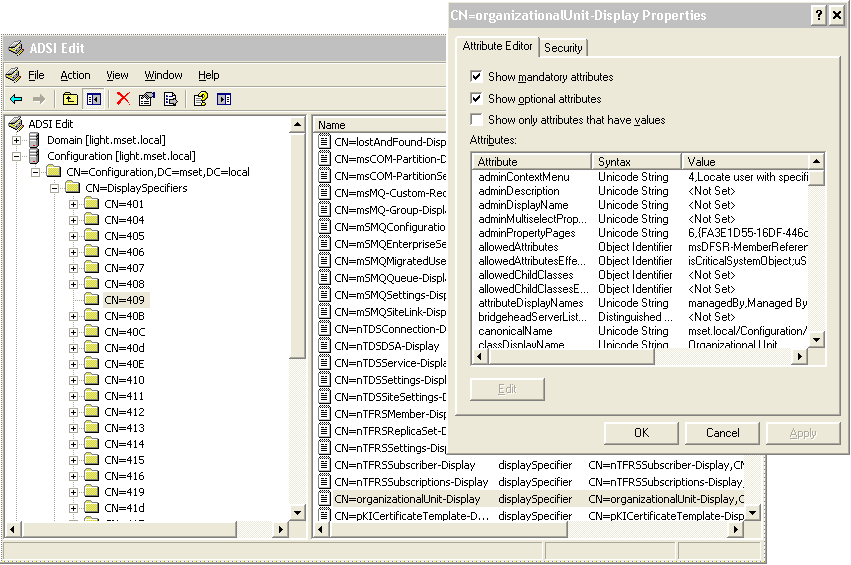 ADSI Edit
File Action View Window Help
ADSI Edit
Domain [light.mset.local]
Configuration [light.mset.local]
CN=Configuration,DC=mset,DC=local
CN=DisplaySpecifiers
CN=401
CN=404
CN=405
CN=406
CN=407
CN=408
CN=409
CN=40B
CN=40C
CN=40d
CN=40E
CN=410
CN=411
CN=412
CN=413
CN=414
CN=415
CN=416
CN=419
CN=41d
Name
CN=lostAndFound-Disp
CN=msCOM-Partition-D
CN=msCOM-PartitionSe
CN=msMQ-Custom-Rec
CN=msMQ-Group-Displa
CN=mSMQConfiguratio
CN=mSMQEnterpriseSe
CN=mSMQMigratedUse
CN=mSMQQueue-Displa
CN=mSMQSettings-Disp
CN=mSMQSiteLink-Disp
CN=nTDSConnection-D
CN=nTDSDSA-Display
CN=nTDSService-Displa
CN=nTDSSettings-Displ
CN=nTDSSiteSettings-D
CN=nTFRSMember-Displ
CN=nTFRSReplicaSet-D
CN=nTFRSSettings-Disp
CN=nTFRSSubscriber-Display displaySpecifier CN=nTFRSSubscriber-Display,CN
CN=nTFRSSubscriptions-Display displaySpecifier CN=nTFRSSubscriptions-Display,
CN=organizationalUnit-Display displaySpecifier CN=organizationalUnit-Display,C
CN=pKICertificateTemplate-D... displaySpecifier CN=pKICertificateTemplate-Disp
CN=organizationalUnit-Display Properties
Attribute Editor Security
Show mandatory attributes
Show optional attributes
Show only attributes that have values
Attributes:
Attribute Syntax Value
adminContextMenu Unicode String 4,Locate user with specifi
adminDescription Unicode String <Not Set>
adminDisplayName Unicode String <Not Set>
adminMultiselectProp... Unicode String <Not Set>
adminPropertyPages Unicode String 6,{FA3E1D55-16DF-446c
allowedAttributes Object Identifier msDFSR-MemberReferen
allowedAttributesEffe... Object Identifier isCriticalSystemObject;uS
allowedChildClasses Object Identifier <Not Set>
allowedChildClassesE... Object Identifier <Not Set>
attributeDisplayNames Unicode String managedBy,Managed By
bridgeheadServerList... Distinguished ... <Not Set>
canonicalName Unicode String mset.local/Configuration/
classDisplayName Unicode String Organizational Unit
Edit
OK Cancel Apply